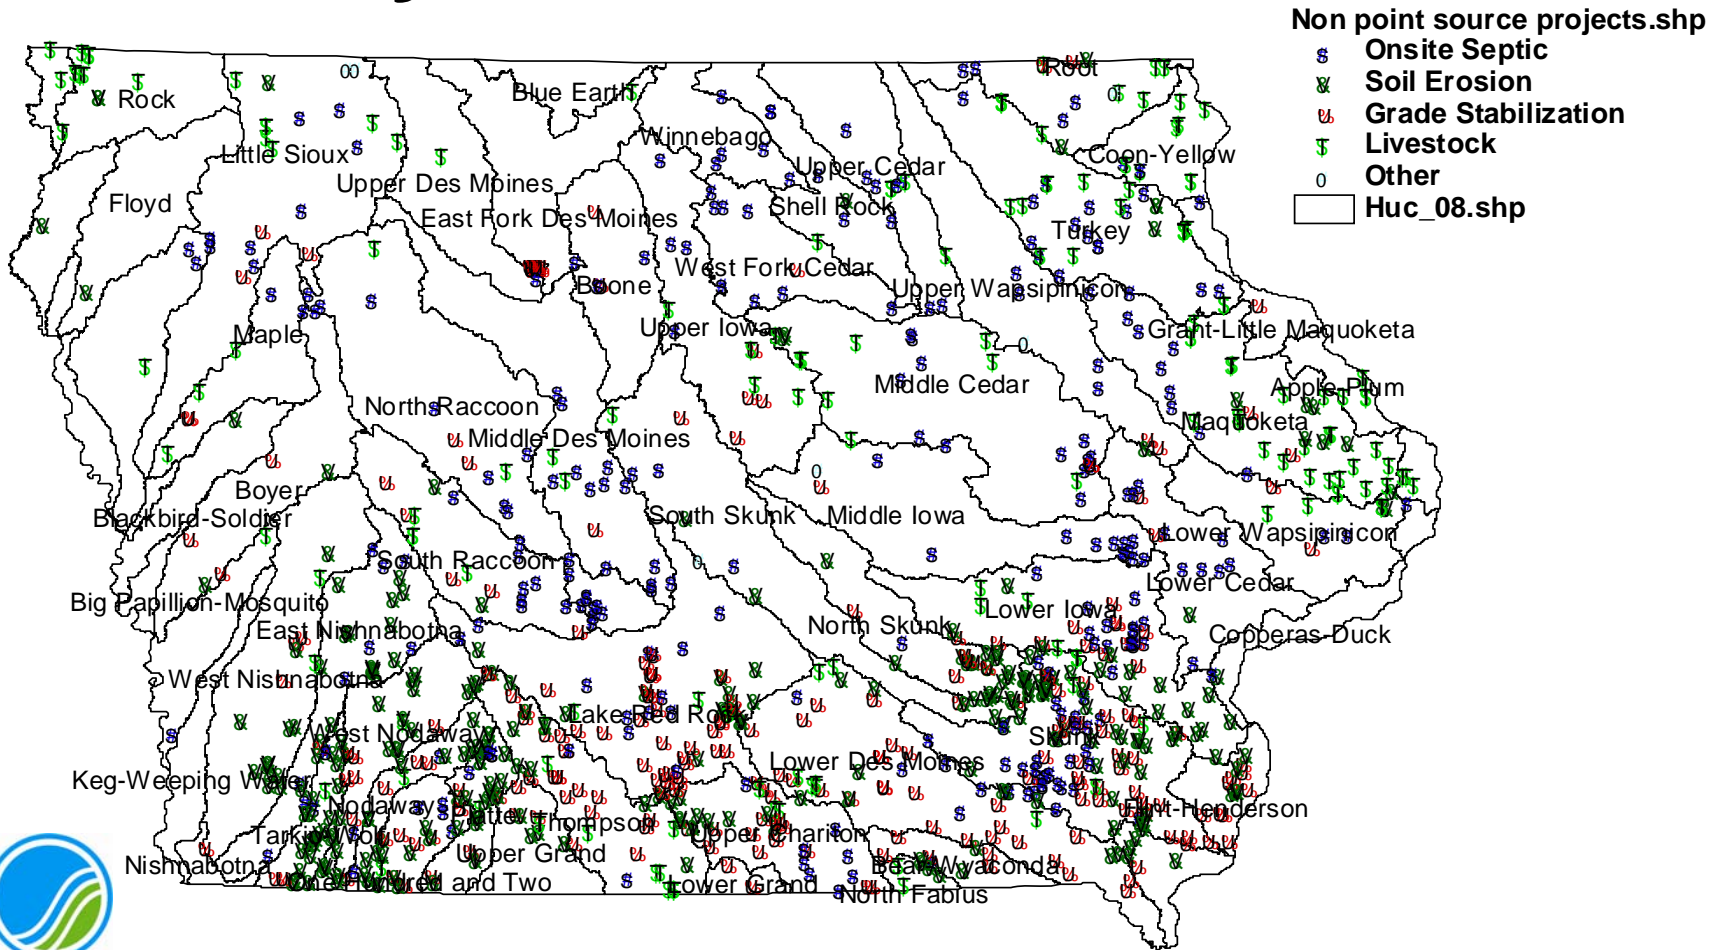 Non point source projects.shp
Onsite Septic
Soil Erosion
Grade Stabilization
Livestock
Other
Huc_08.shp
Root
Rock
Blue Earth
Winnebago
Little Sioux
Upper Cedar
Coon-Yellow
Upper Des Moines
Floyd
East Fork Des Moines
Shell Rock
Turkey
West Fork Cedar
Boone
Upper Wapsipinicon
Maple
Upper Iowa
Grant-Little Maquoketa
Middle Cedar
Apple-Plum
North Raccoon
Maquoketa
Middle Des Moines
Boyer
Blackbird-Soldier
South Skunk
Middle Iowa
Lower Wapsipinicon
South Raccoon
Lower Cedar
Big Papillion-Mosquito
Lower Iowa
East Nishnabotna
North Skunk
Copperas-Duck
West Nishnabotna
Lake Red Rock
West Nodaway
Skunk
Lower Des Moines
Keg-Weeping Water
Nodaway
Platte
Thompson
Flint-Henderson
Tarkio-Wolf
Upper Chariton
Upper Grand
Nishnabotna
Bear-Wyaconda
One Hundred and Two
Lower Grand
North Fabius